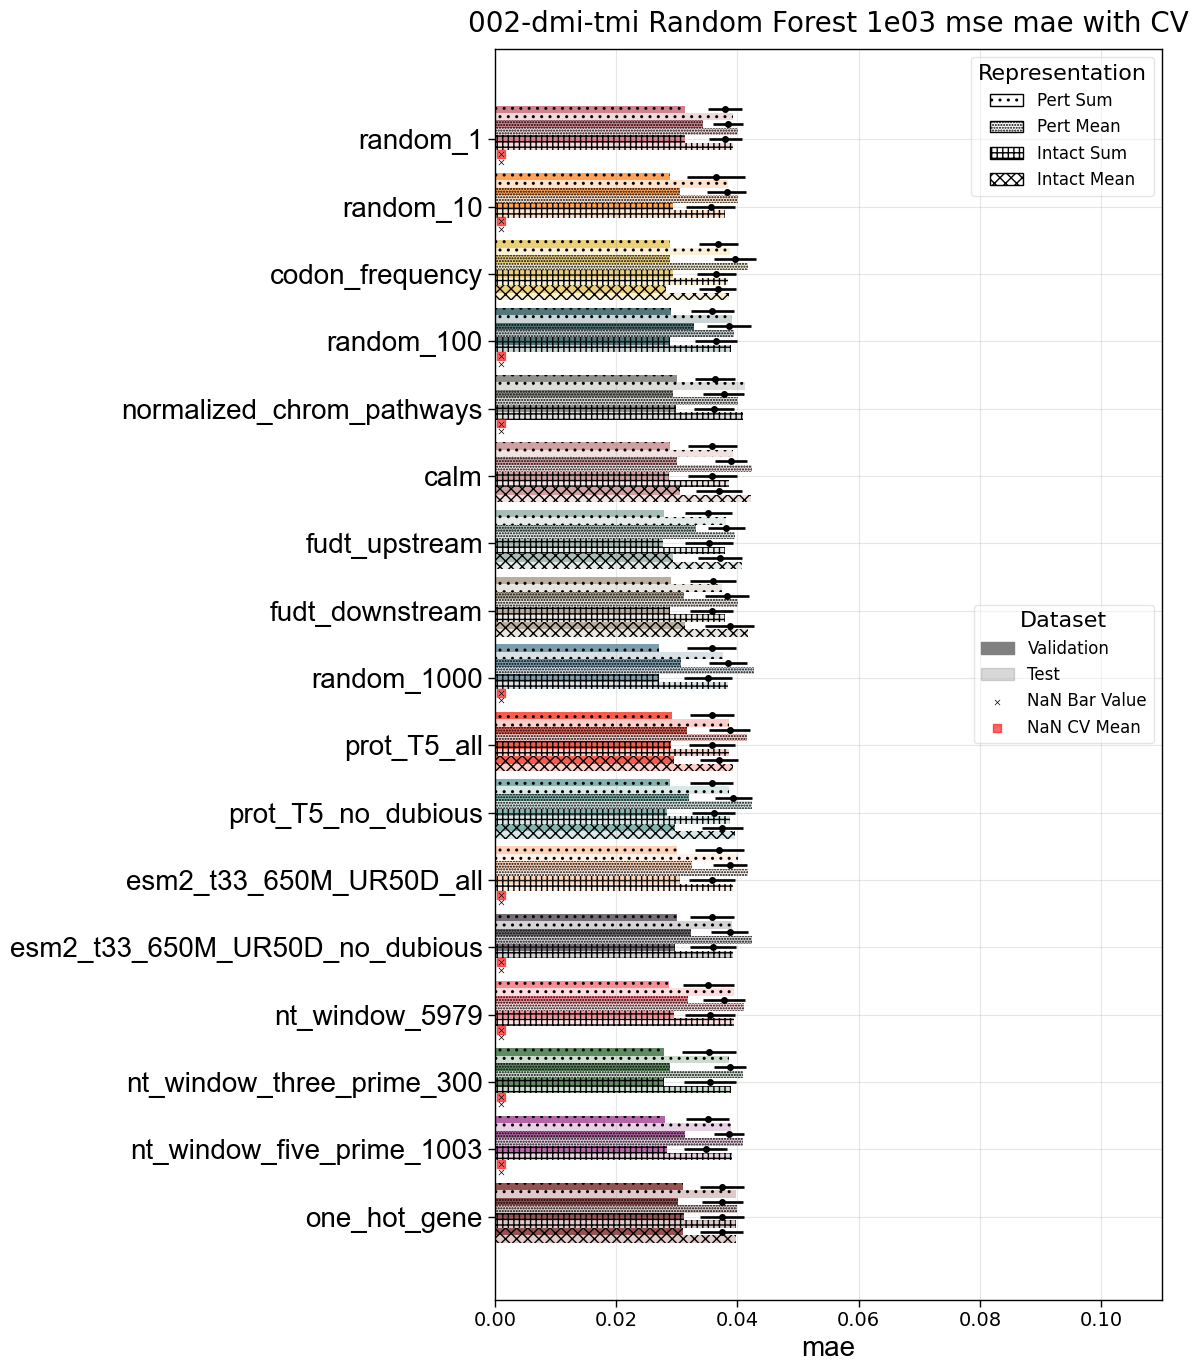 002-dmi-tmi Random Forest 1e03 mse mae with CV
Representation
Pert Sum
Pert Mean
Intact Sum
Intact Mean
random_1
random_10
codon_frequency
random_100
normalized_chrom_pathways
calm
fudt_upstream
fudt_downstream
random_1000
prot_T5_all
prot_T5_no_dubious
esm2_t33_650M_UR50D_all
esm2_t33_650M_UR50D_no_dubious
nt_window_5979
nt_window_three_prime_300
nt_window_five_prime_1003
one_hot_gene
Dataset
Validation
Test
NaN Bar Value
NaN CV Mean
0.00 0.02 0.04 0.06 0.08 0.10
mae